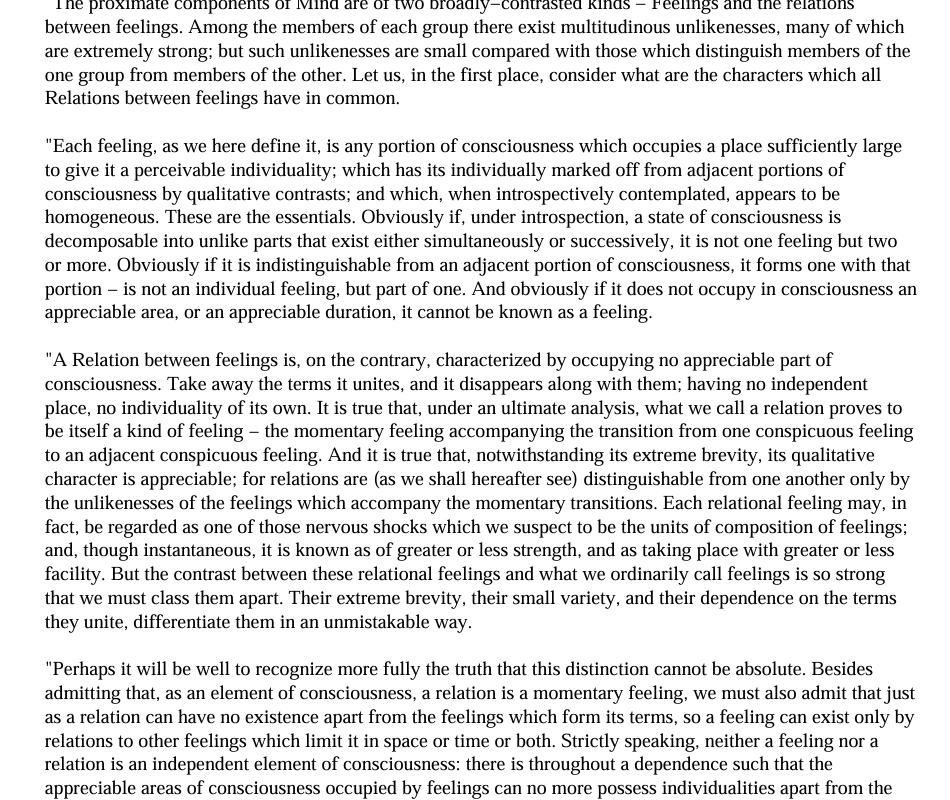 "The proximate components of Mind are of two broadly–contrasted kinds – Feelings and the relations
between feelings. Among the members of each group there exist multitudinous unlikenesses, many of which
are extremely strong; but such unlikenesses are small compared with those which distinguish members of the
one group from members of the other. Let us, in the first place, consider what are the characters which all
Relations between feelings have in common.
"Each feeling, as we here define it, is any portion of consciousness which occupies a place sufficiently large
to give it a perceivable individuality; which has its individually marked off from adjacent portions of
consciousness by qualitative contrasts; and which, when introspectively contemplated, appears to be
homogeneous. These are the essentials. Obviously if, under introspection, a state of consciousness is
decomposable into unlike parts that exist either simultaneously or successively, it is not one feeling but two
or more. Obviously if it is indistinguishable from an adjacent portion of consciousness, it forms one with that
portion – is not an individual feeling, but part of one. And obviously if it does not occupy in consciousness an
appreciable area, or an appreciable duration, it cannot be known as a feeling.
"A Relation between feelings is, on the contrary, characterized by occupying no appreciable part of
consciousness. Take away the terms it unites, and it disappears along with them; having no independent
place, no individuality of its own. It is true that, under an ultimate analysis, what we call a relation proves to
be itself a kind of feeling – the momentary feeling accompanying the transition from one conspicuous feeling
to an adjacent conspicuous feeling. And it is true that, notwithstanding its extreme brevity, its qualitative
character is appreciable; for relations are (as we shall hereafter see) distinguishable from one another only by
the unlikenesses of the feelings which accompany the momentary transitions. Each relational feeling may, in
fact, be regarded as one of those nervous shocks which we suspect to be the units of composition of feelings;
and, though instantaneous, it is known as of greater or less strength, and as taking place with greater or less
facility. But the contrast between these relational feelings and what we ordinarily call feelings is so strong
that we must class them apart. Their extreme brevity, their small variety, and their dependence on the terms
they unite, differentiate them in an unmistakable way.
"Perhaps it will be well to recognize more fully the truth that this distinction cannot be absolute. Besides
admitting that, as an element of consciousness, a relation is a momentary feeling, we must also admit that just
as a relation can have no existence apart from the feelings which form its terms, so a feeling can exist only by
relations to other feelings which limit it in space or time or both. Strictly speaking, neither a feeling nor a
relation is an independent element of consciousness: there is throughout a dependence such that the
appreciable areas of consciousness occupied by feelings can no more possess individualities apart from the